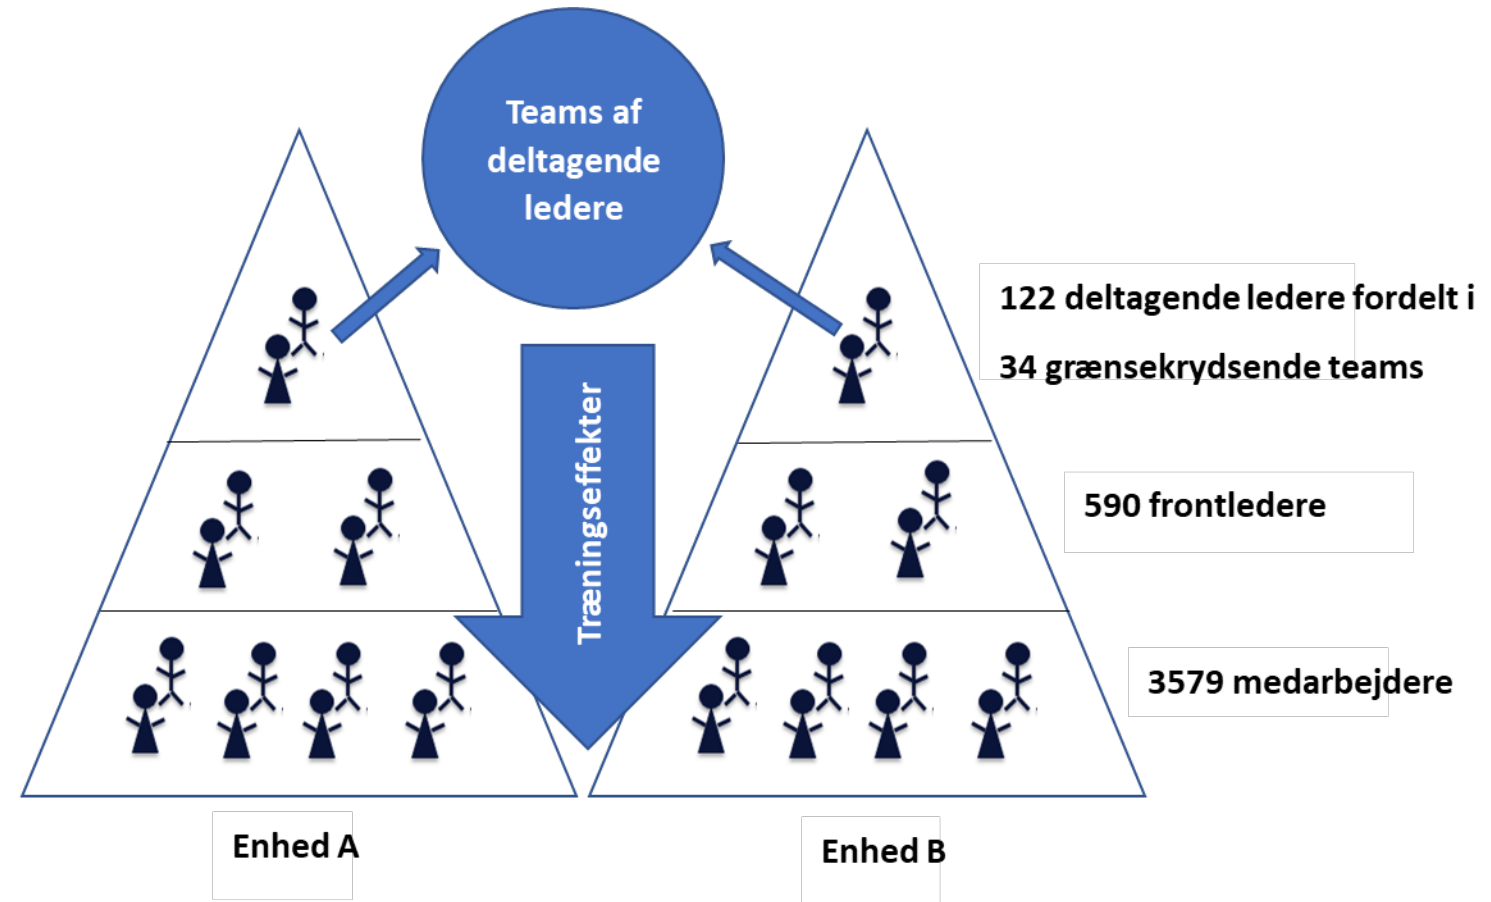 Teams af
deltagende
ledere
122 deltagende ledere fordelt i
34 grænsekrydsende teams
Træningseffekter
590 frontledere
3579 medarbejdere
Enhed A
Enhed B